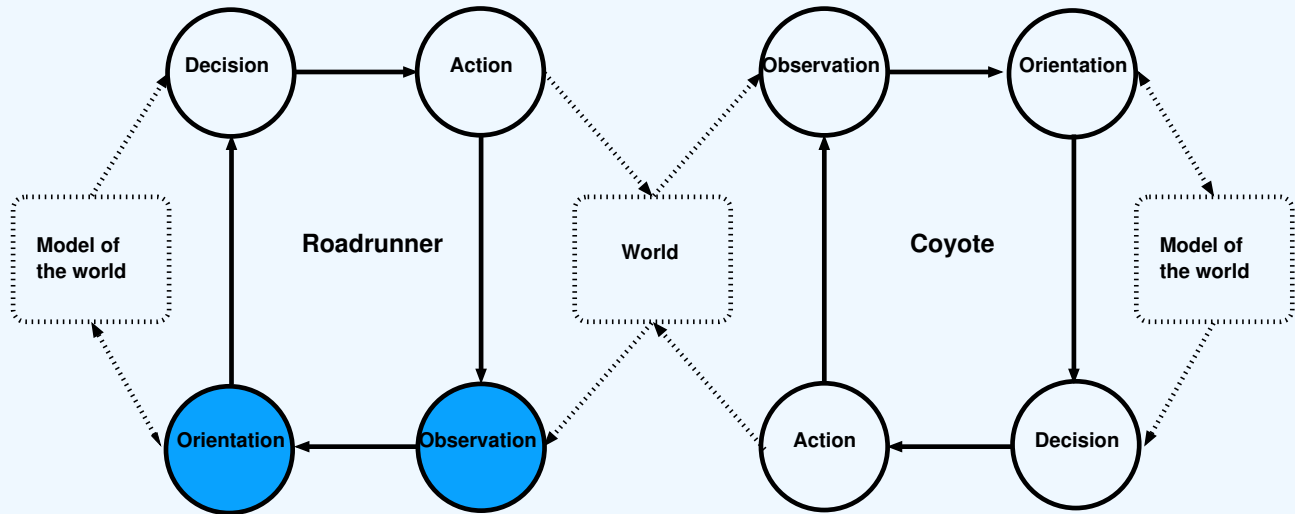 Decision
Action
Observation
Orientation
Model of
the world
Roadrunner
World
Coyote
Model of
the world
Orientation
Observation
Action
Decision